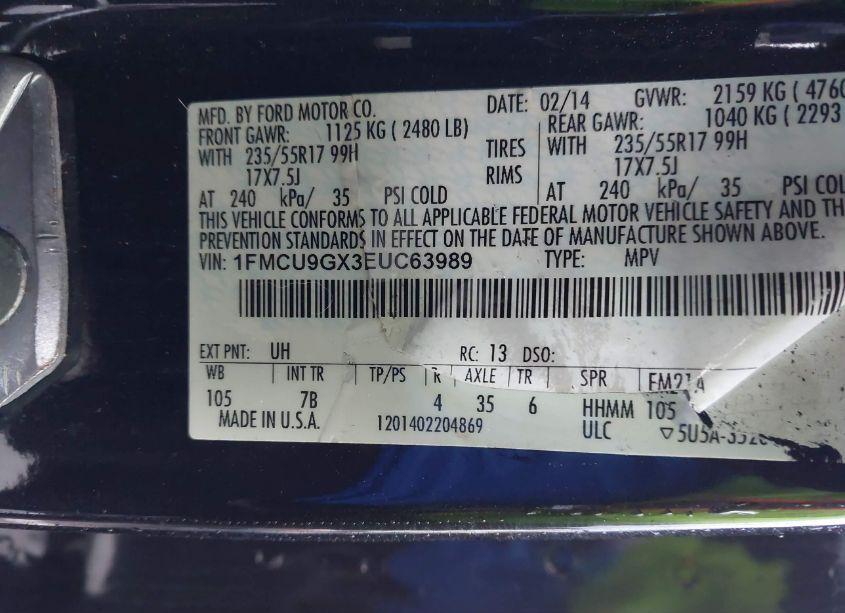 MFD. BY FORD MOTOR CO. DATE: 02/14 GVWR: 2159 KG ( 4760
FRONT GAWR: 1125 KG ( 2480 LB) REAR GAWR: 1040 KG ( 2293
WITH 235/55R17 99H TIRES WITH 235/55R17 99H
17X7.5J RIMS 17X7.5J
AT 240 kPa/ 35 PSI COLD AT 240 kPa/ 35 PSI COL
THIS VEHICLE CONFORMS TO ALL APPLICABLE FEDERAL MOTOR VEHICLE SAFETY AND TH
PREVENTION STANDARDS IN EFFECT ON THE DATE OF MANUFACTURE SHOWN ABOVE.
VIN: 1FMCU9GX3EUC63989 TYPE: MPV
EXT PNT: UH RC: 13 DSO:
WB INT TR TP/PS R AXLE TR SPR
105 7B 4 35 6 HHMM 105
MADE IN U.S.A. 1201402204869 ULC